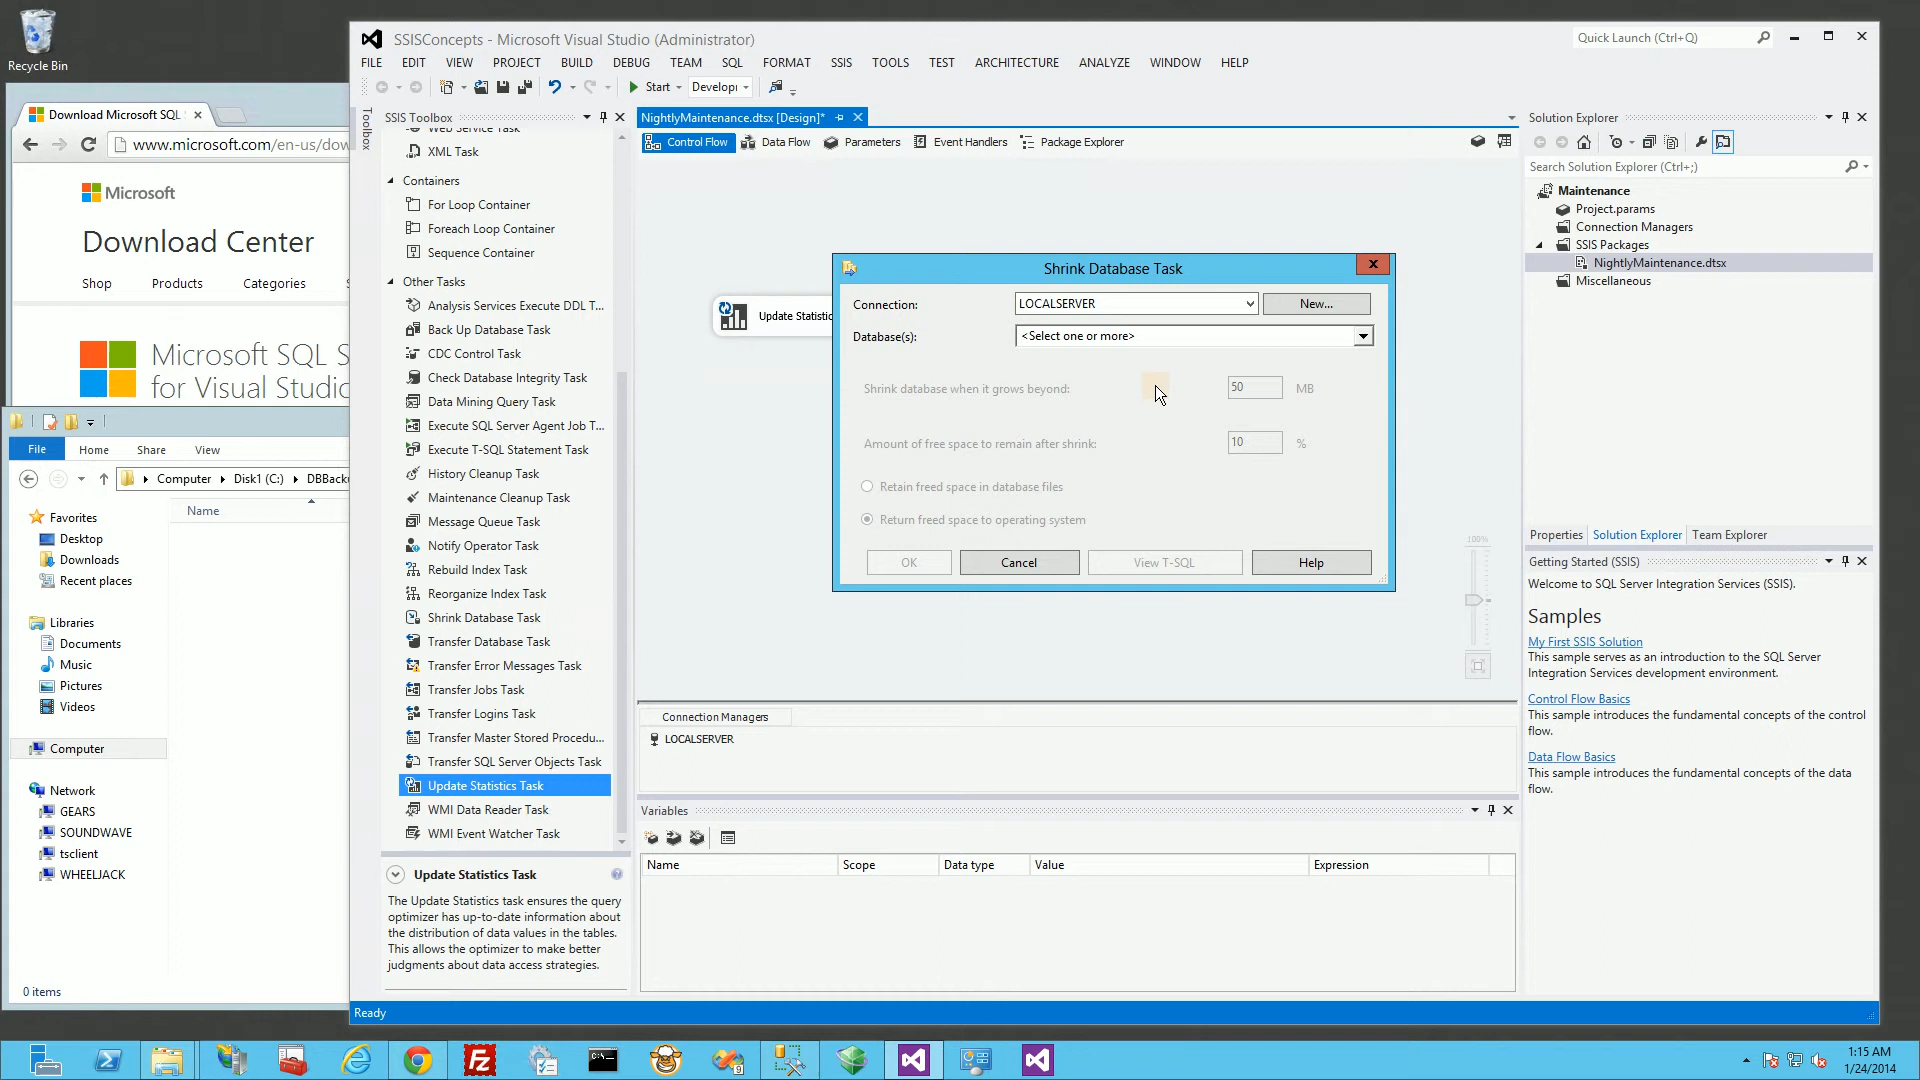 Recycle Bin
Download Microsoft SQL
www.microsoft.com/en-us/dow
Microsoft
Download Center
Shop
Products
Categories
Microsoft SQL S
for Visual Studio
File
Home
Share
View
Computer
Disk1 (C:)
DBBack
Name
Favorites
Desktop
Downloads
Recent places
Libraries
Documents
Music
Pictures
Videos
Computer
Network
GEARS
SOUNDWAVE
tsclient
WHEELJACK
0 items
SSISConcepts - Microsoft Visual Studio (Administrator)
Quick Launch (Ctrl+Q)
FILE EDIT VIEW PROJECT BUILD DEBUG TEAM SQL FORMAT SSIS TOOLS TEST ARCHITECTURE ANALYZE WINDOW HELP
Start
Develop
Toolbox
SSIS Toolbox
Web Service Task
XML Task
Containers
For Loop Container
Foreach Loop Container
Sequence Container
Other Tasks
Analysis Services Execute DDL T...
Back Up Database Task
CDC Control Task
Check Database Integrity Task
Data Mining Query Task
Execute SQL Server Agent Job T...
Execute T-SQL Statement Task
History Cleanup Task
Maintenance Cleanup Task
Message Queue Task
Notify Operator Task
Rebuild Index Task
Reorganize Index Task
Shrink Database Task
Transfer Database Task
Transfer Error Messages Task
Transfer Jobs Task
Transfer Logins Task
Transfer Master Stored Procedu...
Transfer SQL Server Objects Task
Update Statistics Task
WMI Data Reader Task
WMI Event Watcher Task
Update Statistics Task
The Update Statistics task ensures the query
optimizer has up-to-date information about
the distribution of data values in the tables.
This allows the optimizer to make better
judgments about data access strategies.
NightlyMaintenance.dtsx [Design]*
Control Flow
Data Flow
Parameters
Event Handlers
Package Explorer
Update Statistic
Shrink Database Task
Connection:
LOCALSERVER
New...
Database(s):
<Select one or more>
Shrink database when it grows beyond:
50
MB
Amount of free space to remain after shrink:
10
%
Retain freed space in database files
Return freed space to operating system
OK
Cancel
View T-SQL
Help
100%
Connection Managers
LOCALSERVER
Variables
Name
Scope
Data type
Value
Expression
Solution Explorer
Search Solution Explorer (Ctrl+;)
Maintenance
Project.params
Connection Managers
SSIS Packages
NightlyMaintenance.dtsx
Miscellaneous
Properties
Solution Explorer
Team Explorer
Getting Started (SSIS)
Welcome to SQL Server Integration Services (SSIS).
Samples
My First SSIS Solution
This sample serves as an introduction to the SQL Server
Integration Services development environment.
Control Flow Basics
This sample introduces the fundamental concepts of the control
flow.
Data Flow Basics
This sample introduces the fundamental concepts of the data
flow.
Ready
1:15 AM
1/24/2014